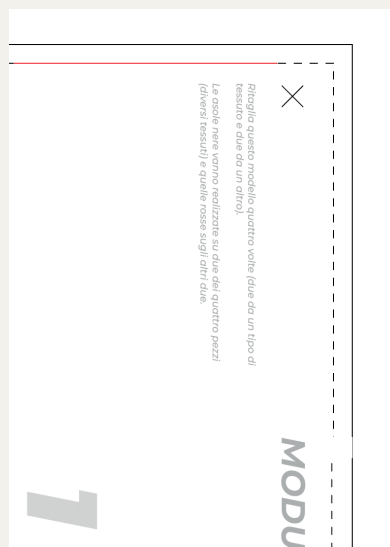 Ritaglia questo modello quattro volte (due da un tipo di
tessuto e due da un altro).
Le asole nere vanno realizzate su due dei quattro pezzi
(diversi tessuti) e quelle rosse sugli altri due.
MODU
1